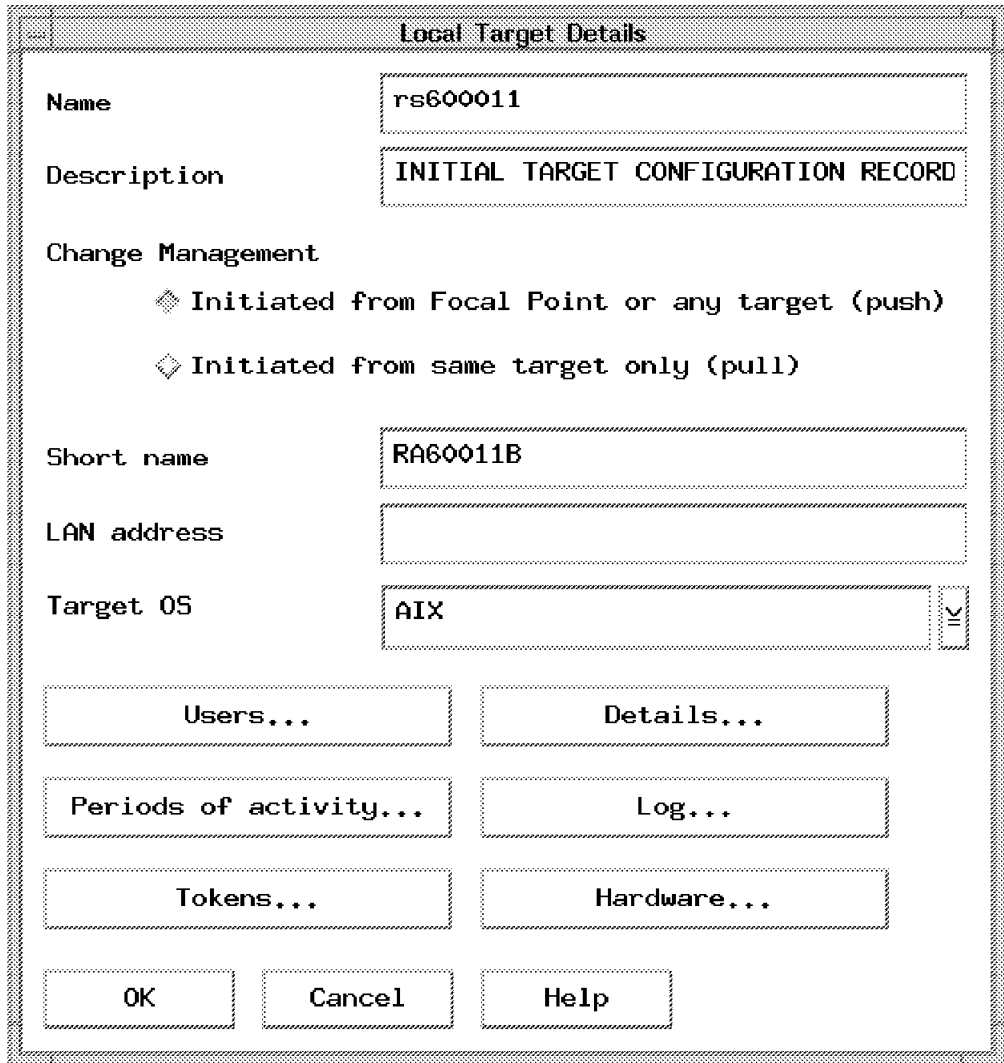 Local Target Details
Name rs600011
Description INITIAL TARGET CONFIGURATION RECORD
Change Management
Initiated from Focal Point or any target (push)
Initiated from same target only (pull)
Short name RA60011B
LAN address
Target OS AIX
Users... Details...
Periods of activity... Log...
Tokens... Hardware...
OK Cancel Help